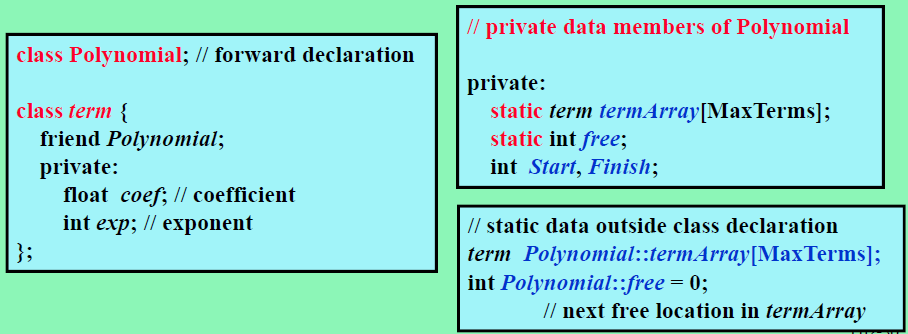 class Polynomial; // forward declaration
class term {
friend Polynomial;
private:
float coef; // coefficient
int exp; // exponent
};
// private data members of Polynomial
private:
static term termArray[MaxTerms];
static int free;
int Start, Finish;
// static data outside class declaration
term Polynomial::termArray[MaxTerms];
int Polynomial::free = 0;
// next free location in termArray